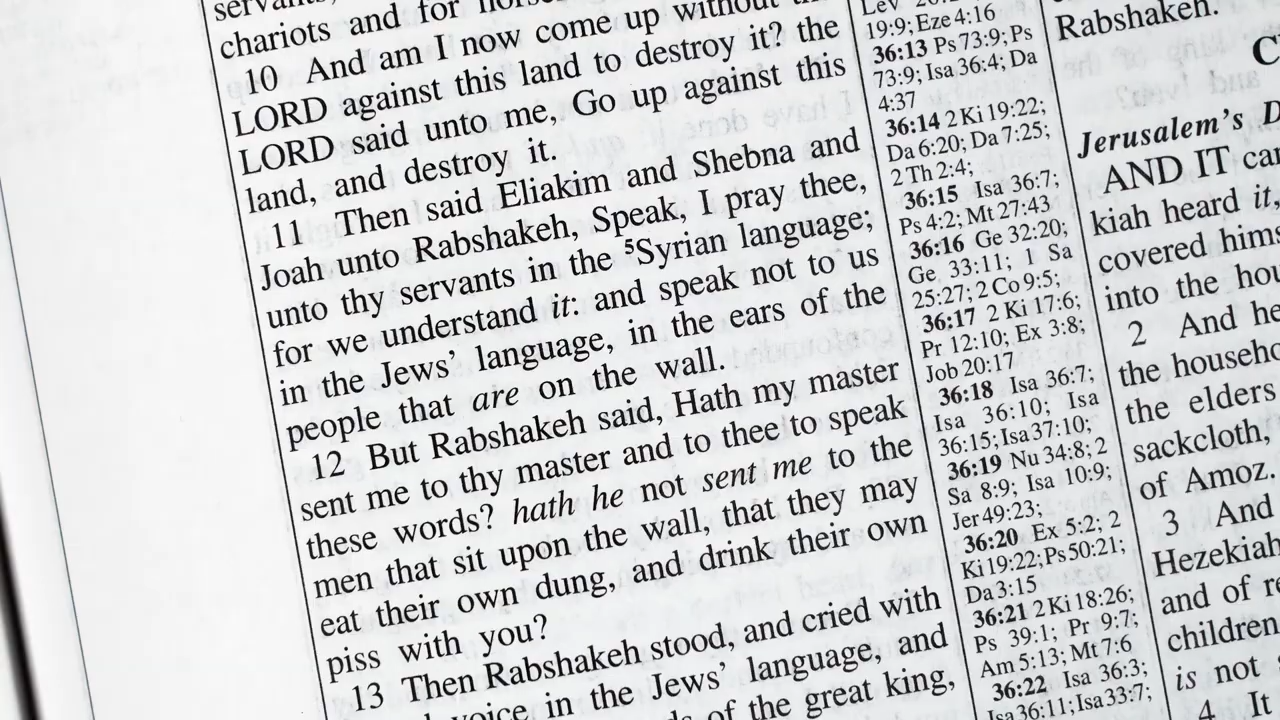 servants,
chariots and for
10 And am I now come up without
LORD against this land to destroy it? the
LORD said unto me, Go up against this
land, and destroy it.
11 Then said Eliakim and Shebna and
Joah unto Rabshakeh, Speak, I pray thee,
unto thy servants in the ⁵Syrian language;
for we understand it: and speak not to us
in the Jews’ language, in the ears of the
people that are on the wall.
12 But Rabshakeh said, Hath my master
sent me to thy master and to thee to speak
these words? hath he not sent me to the
men that sit upon the wall, that they may
eat their own dung, and drink their own
piss with you?
13 Then Rabshakeh stood, and cried with
voice in the Jews’ language, and
of the great king,
Lev
19:9; Eze 4:16
36:13 Ps 73:9; Ps
73:9; Isa 36:4; Da
4:37
36:14 2 Ki 19:22;
Da 6:20; Da 7:25;
2 Th 2:4;
36:15 Isa 36:7;
Ps 4:2; Mt 27:43
36:16 Ge 32:20;
Ge 33:11; 1 Sa
25:27; 2 Co 9:5;
36:17 2 Ki 17:6;
Pr 12:10; Ex 3:8;
Job 20:17
36:18 Isa 36:7;
Isa 36:10; Isa
36:15; Isa 37:10;
36:19 Nu 34:8; 2
Sa 8:9; Isa 10:9;
Jer 49:23;
36:20 Ex 5:2; 2
Ki 19:22; Ps 50:21;
Da 3:15
36:21 2 Ki 18:26;
Ps 39:1; Pr 9:7;
Am 5:13; Mt 7:6
36:22 Isa 36:3;
Isa 36:11; Isa 33:7;
Rabshakeh.
C
Jerusalem’s D
AND IT ca
kiah heard it,
covered hims
into the hou
2 And he
the househo
the elders
sackcloth,
of Amoz.
3 And
Hezekiah
and of re
children
is not
4 It